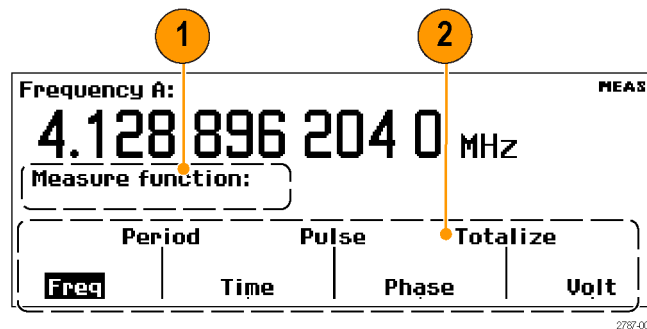 1 2
Frequency A: MEAS
4.128 896 204 0 MHz
Measure function:
Period Pulse Totalize
Freq Time Phase Volt
2787-00